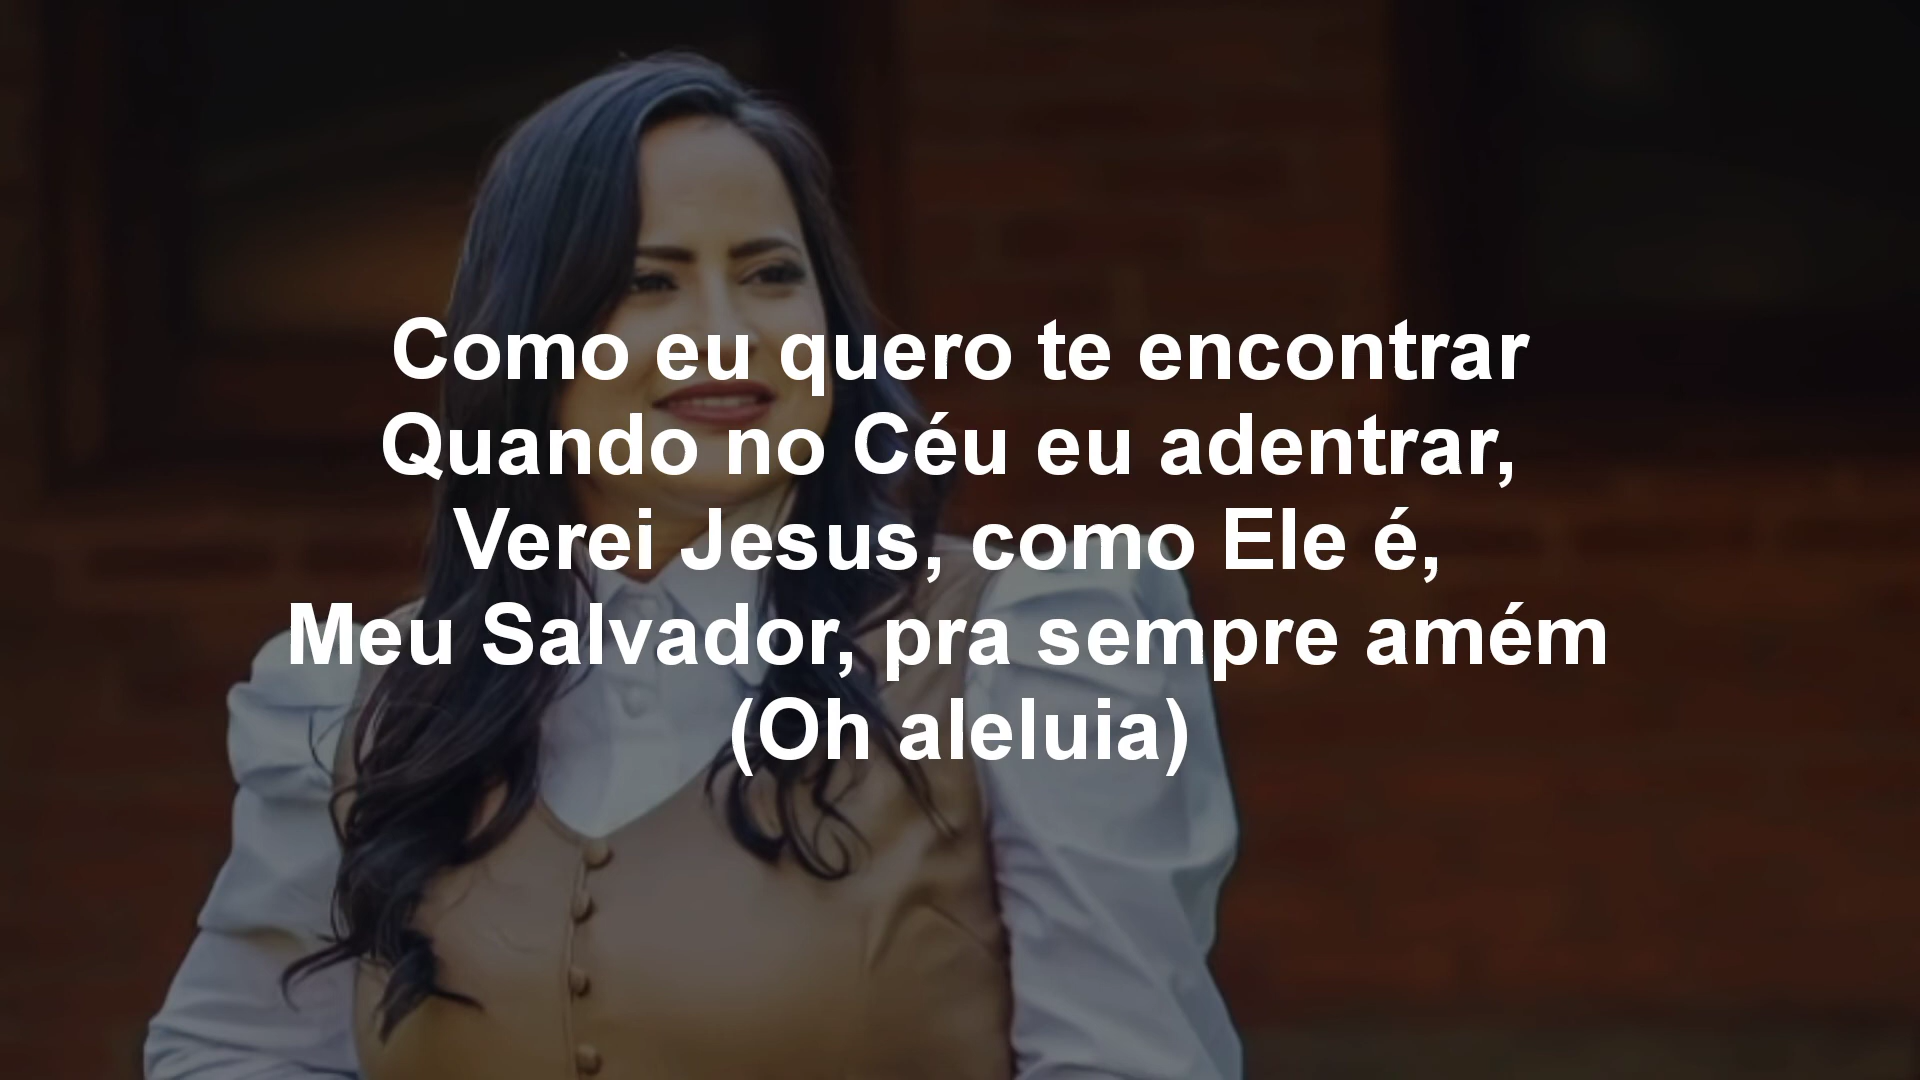 Como eu quero te encontrar
Quando no Céu eu adentrar,
Verei Jesus, como Ele é,
Meu Salvador, pra sempre amém
(Oh aleluia)